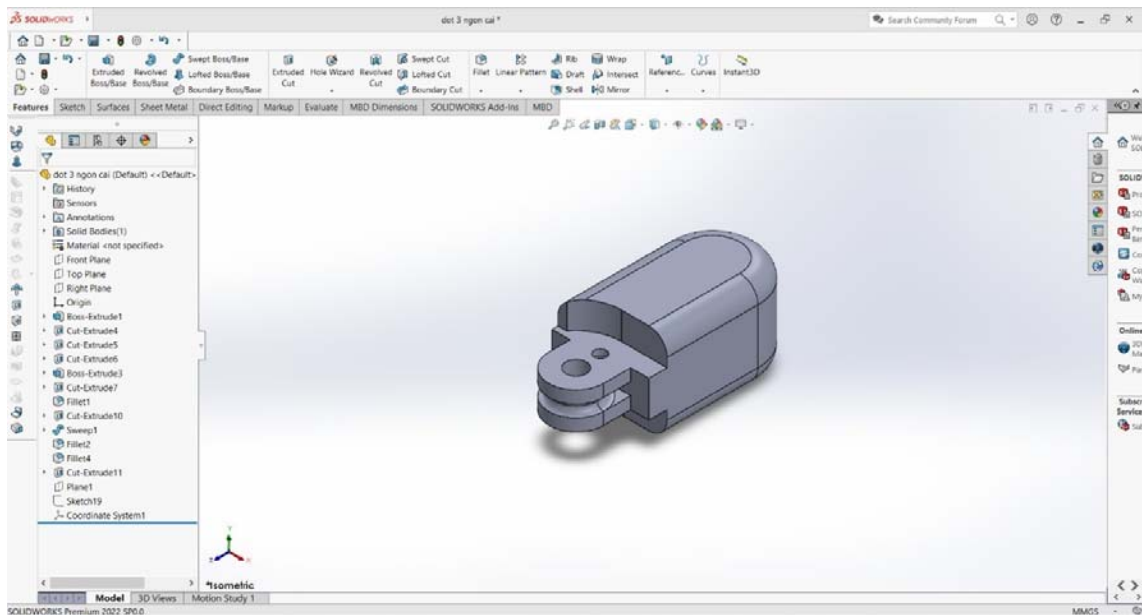 SOLIDWORKS
dot 3 ngon cai *
Search Community Forum
Extruded Boss/Base
Revolved Boss/Base
Swept Boss/Base
Lofted Boss/Base
Boundary Boss/Base
Extruded Cut
Hole Wizard
Revolved Cut
Swept Cut
Lofted Cut
Boundary Cut
Fillet
Linear Pattern
Rib
Draft
Shell
Wrap
Intersect
Mirror
Referenc...
Curves
Instant3D
Features Sketch Surfaces Sheet Metal Direct Editing Markup Evaluate MBD Dimensions SOLIDWORKS Add-Ins MBD
dot 3 ngon cai (Default) <<Default>
History
Sensors
Annotations
Solid Bodies(1)
Material <not specified>
Front Plane
Top Plane
Right Plane
Origin
Boss-Extrude1
Cut-Extrude4
Cut-Extrude5
Cut-Extrude6
Boss-Extrude3
Cut-Extrude7
Fillet1
Cut-Extrude10
Sweep1
Fillet2
Fillet4
Cut-Extrude11
Plane1
Sketch19
Coordinate System1
*Isometric
Model 3D Views Motion Study 1
SOLIDWORKS Premium 2022 SP0.0
MMGS
SOLID
Online
Subscr
Service